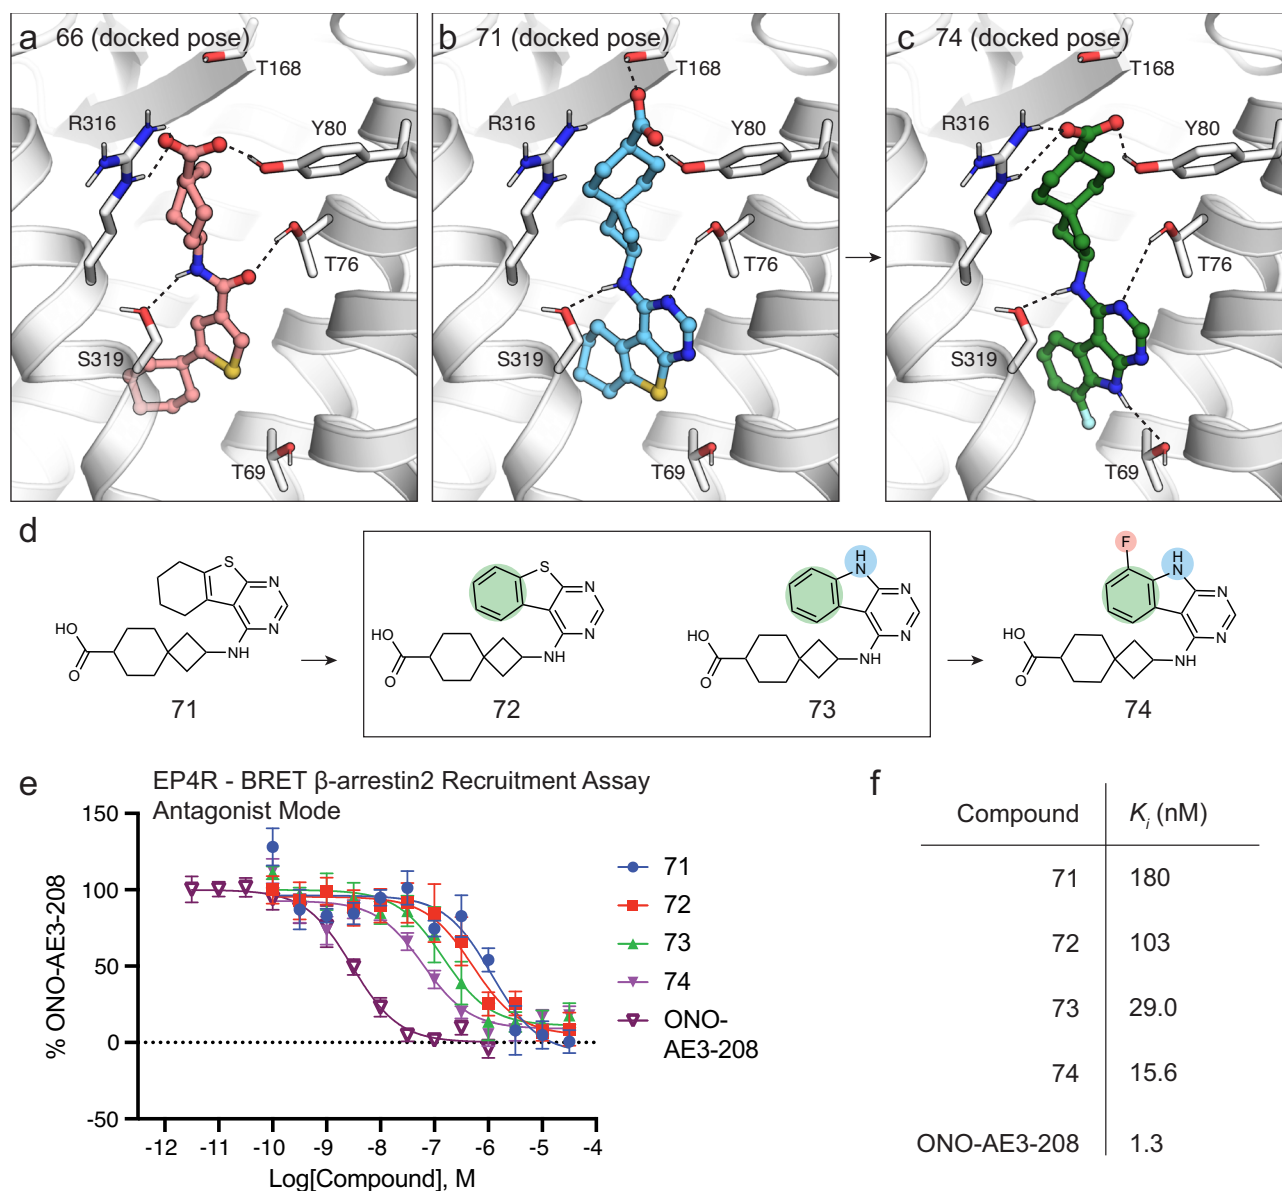 a 66 (docked pose)
T168
R316
Y80
T76
S319
T69
b 71 (docked pose)
T168
R316
Y80
T76
S319
T69
c 74 (docked pose)
T168
R316
Y80
T76
S319
T69
d
S
N
N
NH
HO
O
71
S
N
N
NH
HO
O
72
H
N
N
N
NH
HO
O
73
F
H
N
N
N
NH
HO
O
74
e EP4R - BRET β-arrestin2 Recruitment Assay
Antagonist Mode
% ONO-AE3-208
150
100
50
0
-50
-12 -11 -10 -9 -8 -7 -6 -5 -4
Log[Compound], M
71
72
73
74
ONO-
AE3-208
f
Compound Ki (nM)
71 180
72 103
73 29.0
74 15.6
ONO-AE3-208 1.3